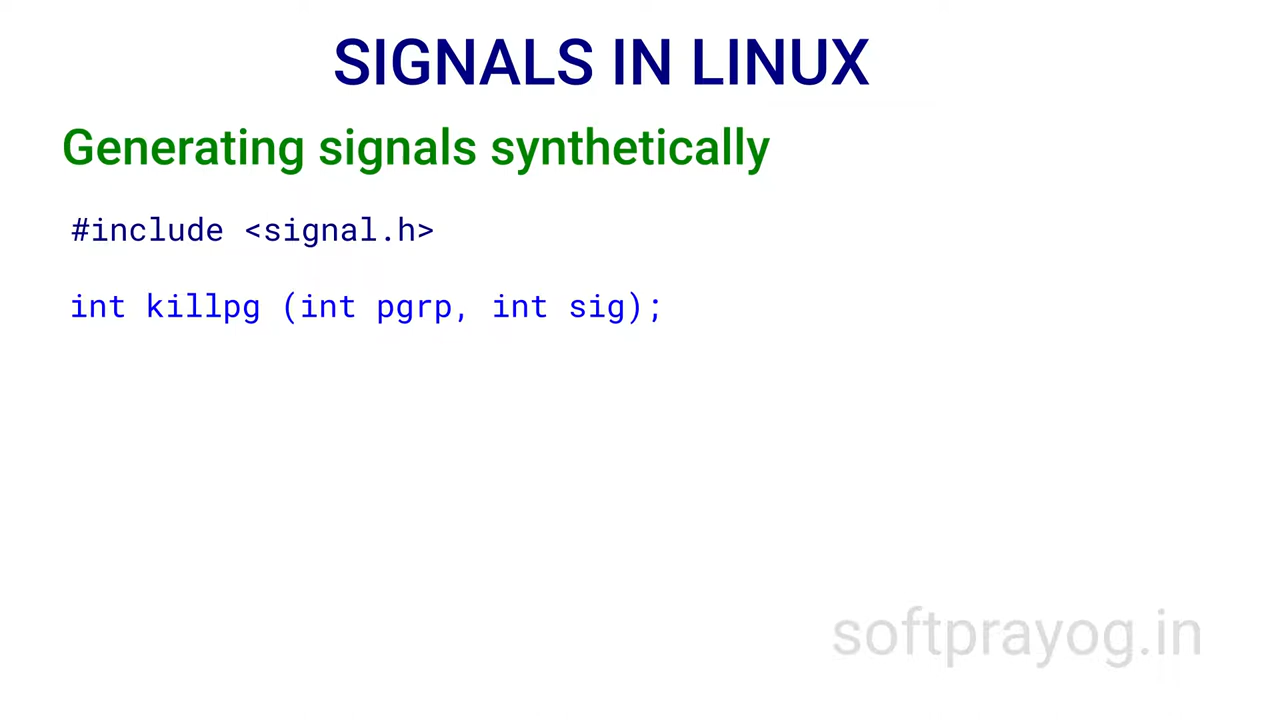 SIGNALS IN LINUX
Generating signals synthetically
#include <signal.h>
int killpg (int pgrp, int sig);
softprayog.in